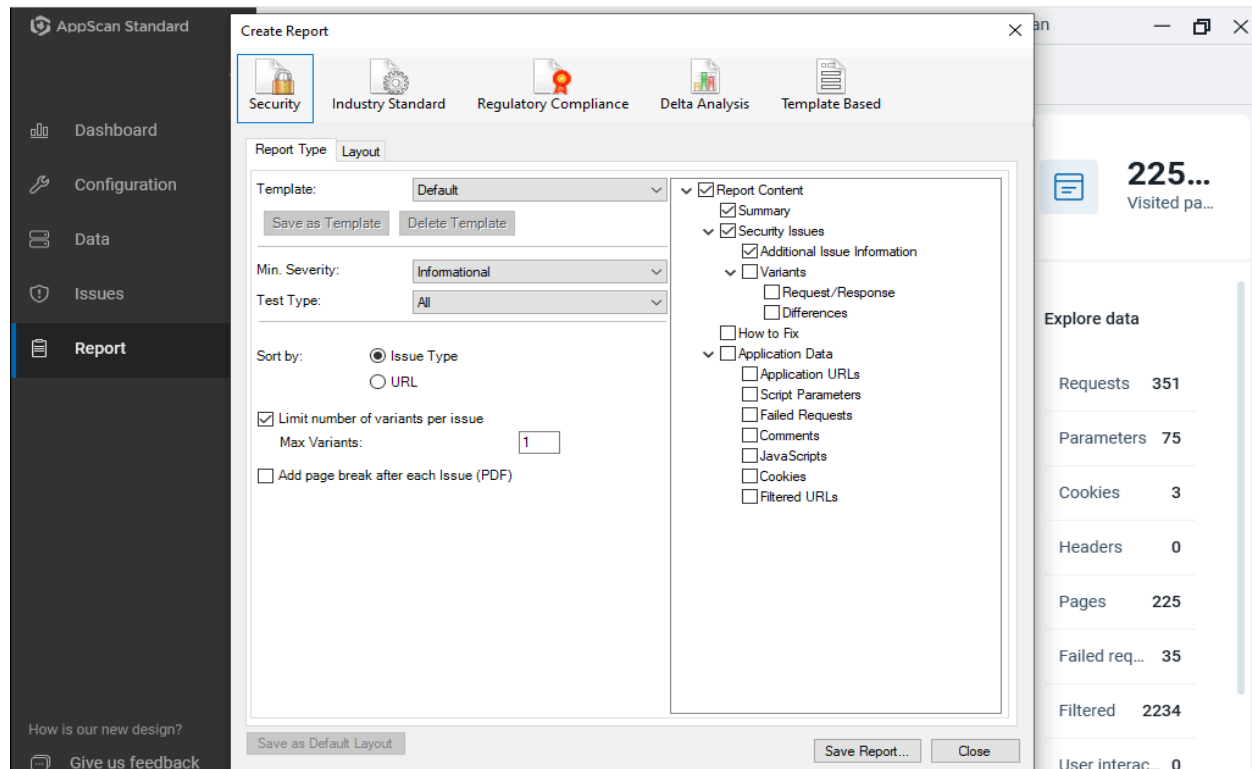 AppScan Standard
Dashboard
Configuration
Data
Issues
Report
How is our new design?
Give us feedback
Create Report
Security
Industry Standard
Regulatory Compliance
Delta Analysis
Template Based
Report Type
Layout
Template:
Default
Save as Template
Delete Template
Min. Severity:
Informational
Test Type:
All
Sort by:
Issue Type
URL
Limit number of variants per issue
Max Variants:
1
Add page break after each Issue (PDF)
Report Content
Summary
Security Issues
Additional Issue Information
Variants
Request/Response
Differences
How to Fix
Application Data
Application URLs
Script Parameters
Failed Requests
Comments
JavaScripts
Cookies
Filtered URLs
Save as Default Layout
Save Report...
Close
an
225...
Visited pa...
Explore data
Requests 351
Parameters 75
Cookies 3
Headers 0
Pages 225
Failed req... 35
Filtered 2234
User interac... 0